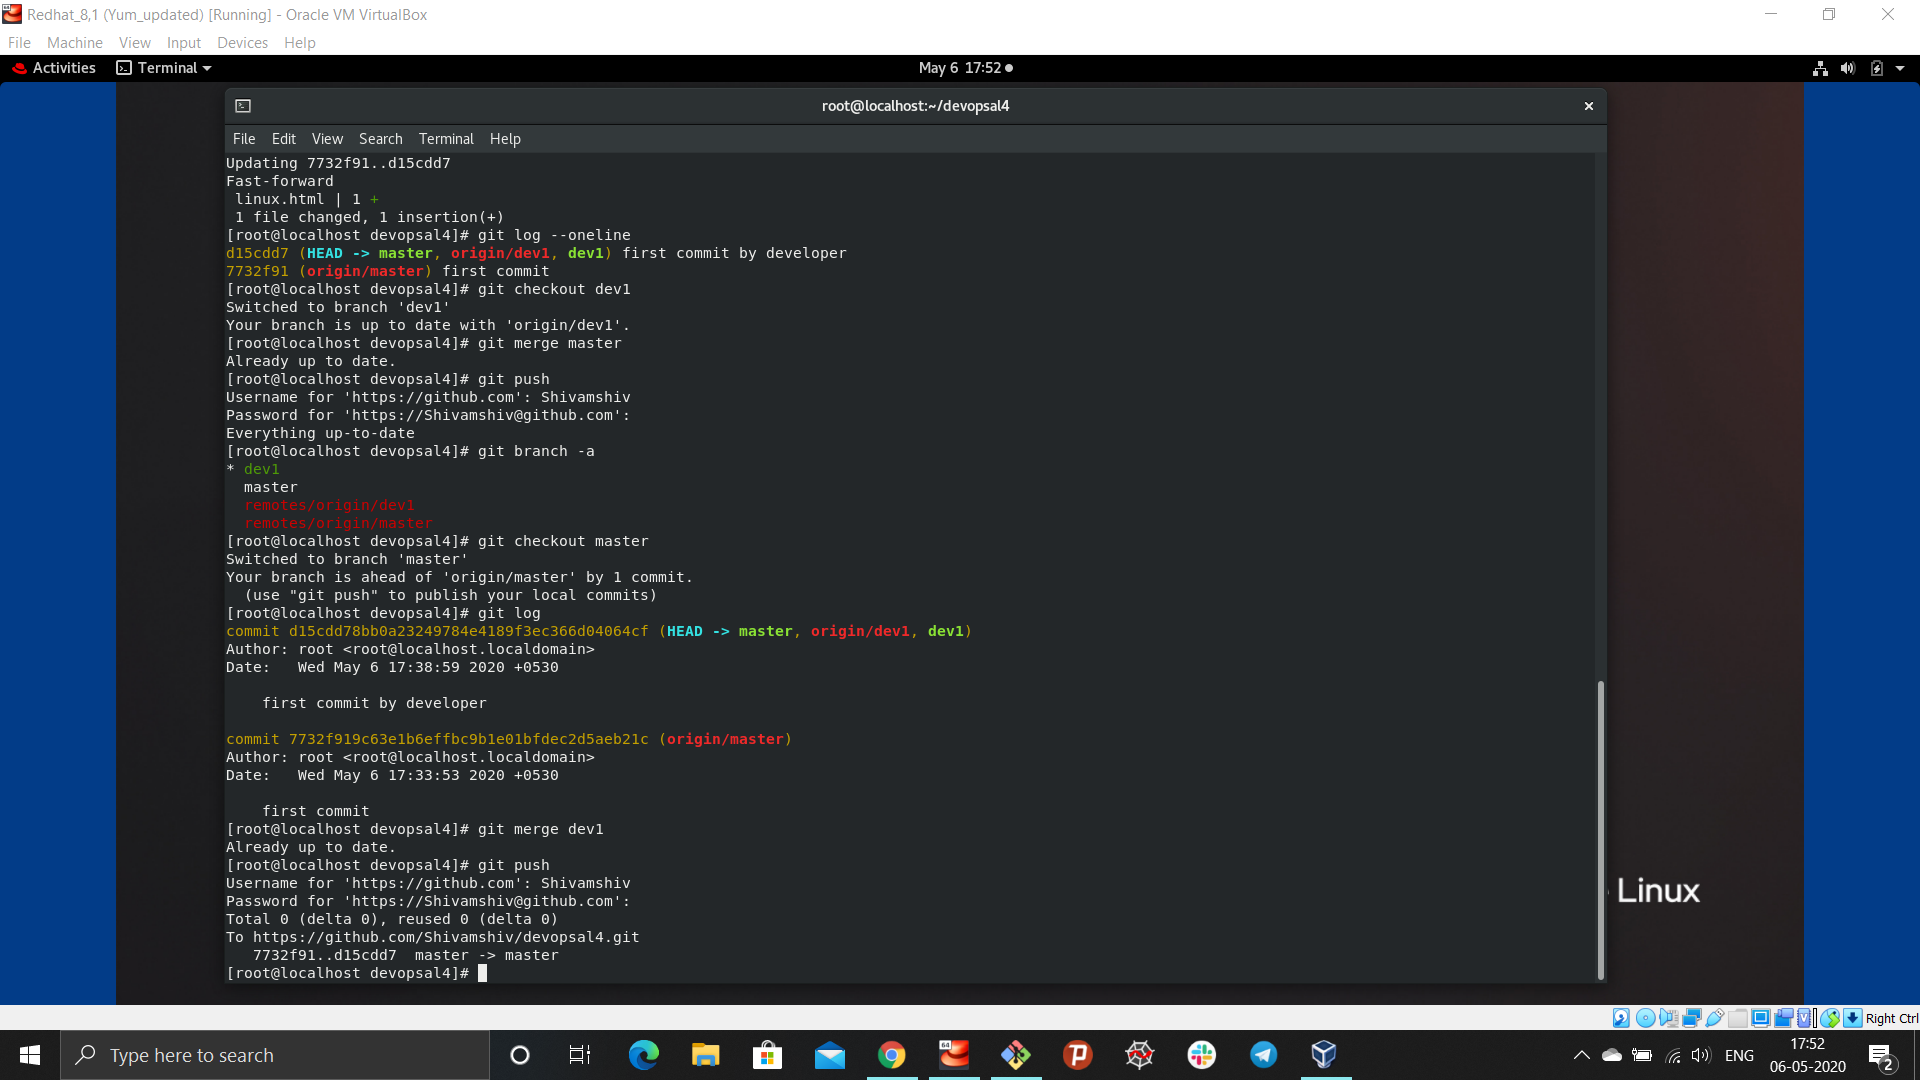 Redhat_8,1 (Yum_updated) [Running] - Oracle VM VirtualBox
File Machine View Input Devices Help
Activities Terminal May 6 17:52
root@localhost:~/devopsal4
File Edit View Search Terminal Help
Updating 7732f91..d15cdd7
Fast-forward
 linux.html | 1 +
 1 file changed, 1 insertion(+)
[root@localhost devopsal4]# git log --oneline
d15cdd7 (HEAD -> master, origin/dev1, dev1) first commit by developer
7732f91 (origin/master) first commit
[root@localhost devopsal4]# git checkout dev1
Switched to branch 'dev1'
Your branch is up to date with 'origin/dev1'.
[root@localhost devopsal4]# git merge master
Already up to date.
[root@localhost devopsal4]# git push
Username for 'https://github.com': Shivamshiv
Password for 'https://Shivamshiv@github.com':
Everything up-to-date
[root@localhost devopsal4]# git branch -a
* dev1
  master
  remotes/origin/dev1
  remotes/origin/master
[root@localhost devopsal4]# git checkout master
Switched to branch 'master'
Your branch is ahead of 'origin/master' by 1 commit.
  (use "git push" to publish your local commits)
[root@localhost devopsal4]# git log
commit d15cdd78bb0a23249784e4189f3ec366d04064cf (HEAD -> master, origin/dev1, dev1)
Author: root <root@localhost.localdomain>
Date:   Wed May 6 17:38:59 2020 +0530
    first commit by developer
commit 7732f919c63e1b6effbc9b1e01bfdec2d5aeb21c (origin/master)
Author: root <root@localhost.localdomain>
Date:   Wed May 6 17:33:53 2020 +0530
    first commit
[root@localhost devopsal4]# git merge dev1
Already up to date.
[root@localhost devopsal4]# git push
Username for 'https://github.com': Shivamshiv
Password for 'https://Shivamshiv@github.com':
Total 0 (delta 0), reused 0 (delta 0)
To https://github.com/Shivamshiv/devopsal4.git
   7732f91..d15cdd7  master -> master
[root@localhost devopsal4]#
Linux
Right Ctrl
Type here to search
64
ENG
17:52
06-05-2020
2